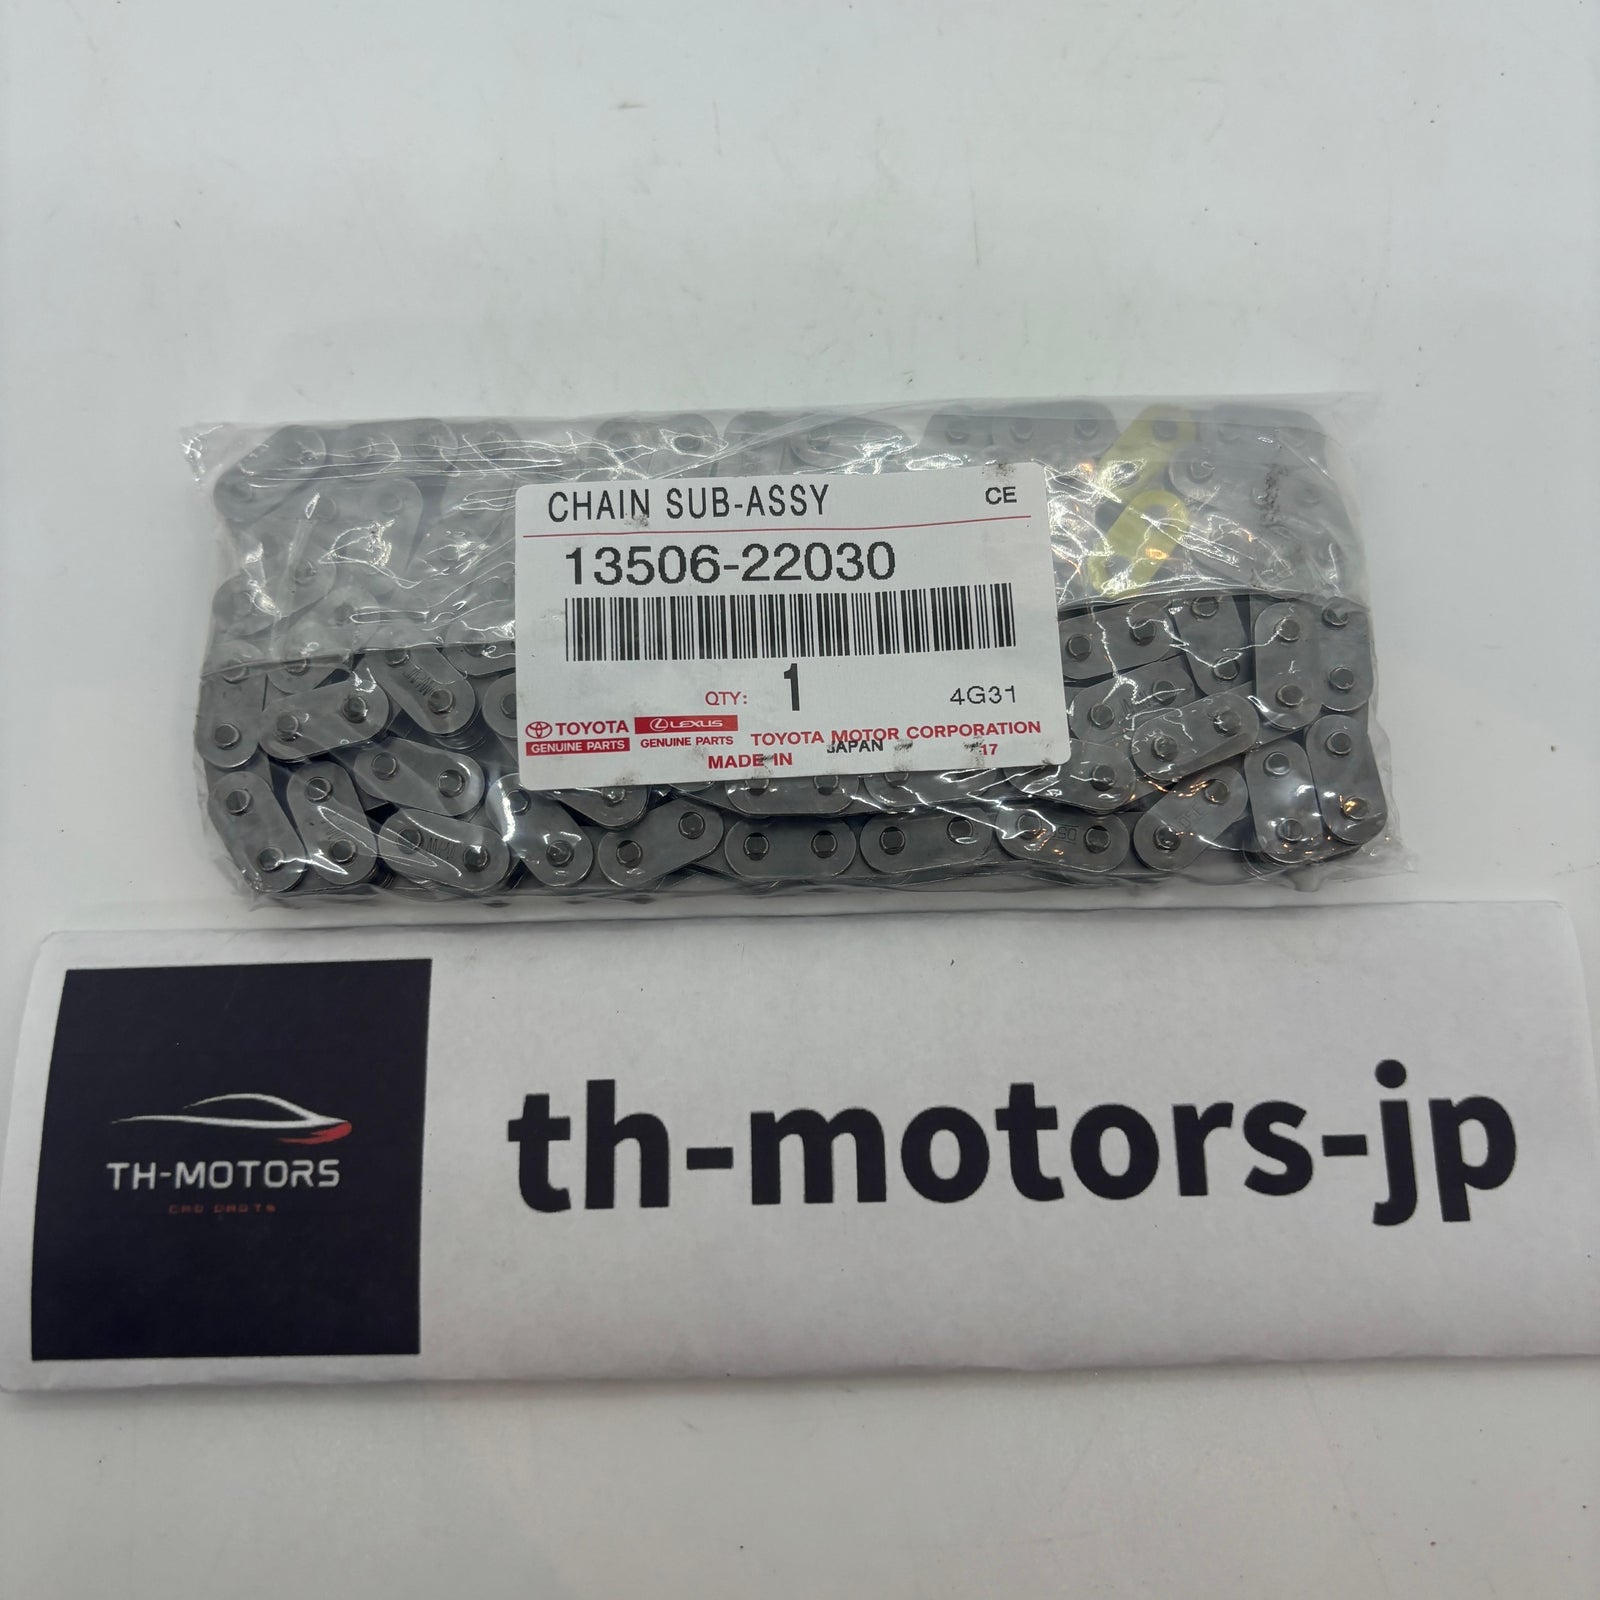 CHAIN SUB-ASSY CE
13506-22030
QTY: 1 4G31
TOYOTA LEXUS
GENUINE PARTS GENUINE PARTS TOYOTA MOTOR CORPORATION
MADE IN JAPAN 17
TH-MOTORS
th-motors-jp